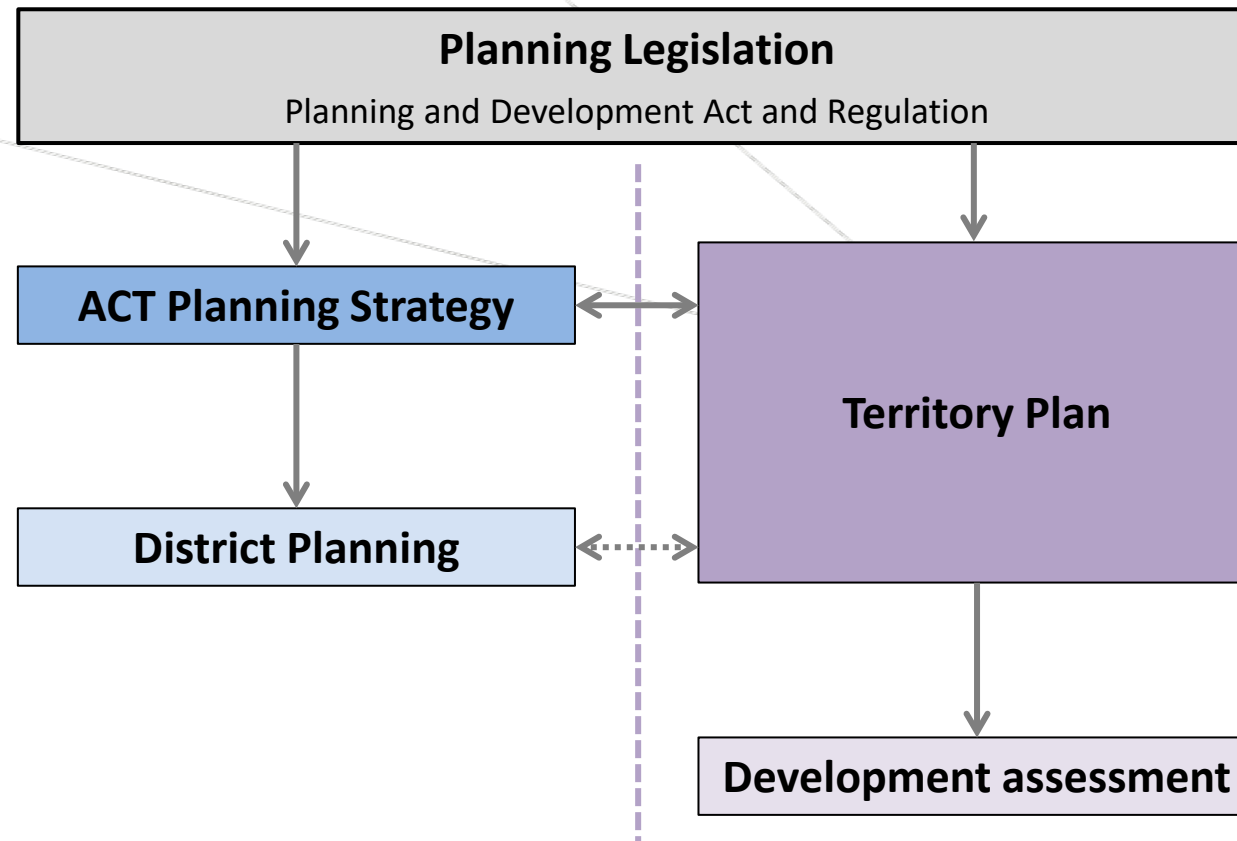 Planning Legislation
Planning and Development Act and Regulation
ACT Planning Strategy
Territory Plan
District Planning
Development assessment